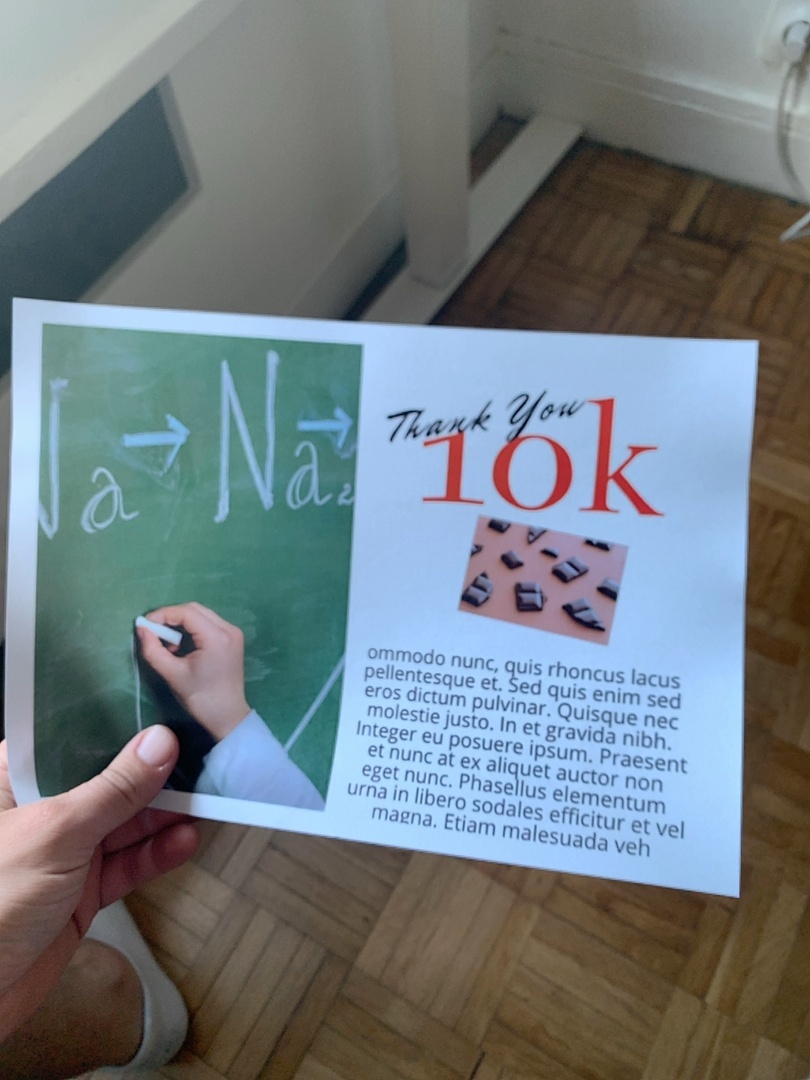 Na → Na₂
Thank You
10k
ommodo nunc, quis rhoncus lacus
pellentesque et. Sed quis enim sed
eros dictum pulvinar. Quisque nec
molestie justo. In et gravida nibh.
Integer eu posuere ipsum. Praesent
et nunc at ex aliquet auctor non
eget nunc. Phasellus elementum
urna in libero sodales efficitur et vel
magna. Etiam malesuada veh